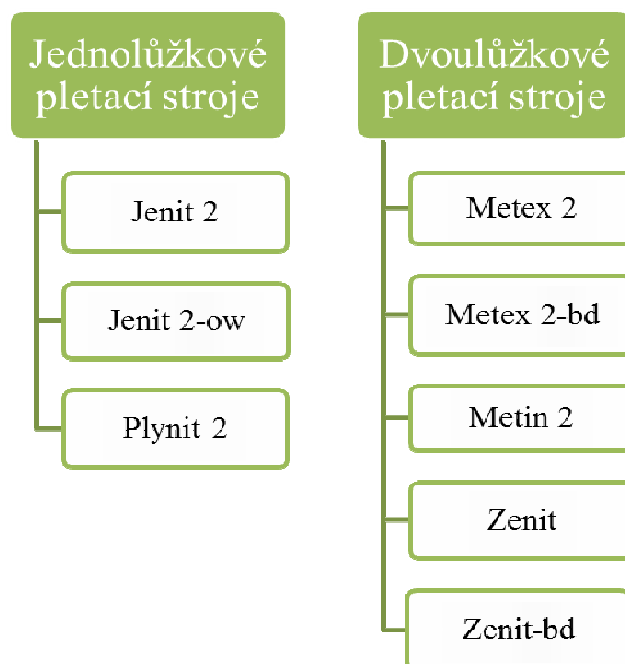 Jednolůžkové
pletací stroje
Jenit 2
Jenit 2-ow
Plynit 2
Dvoulůžkové
pletací stroje
Metex 2
Metex 2-bd
Metin 2
Zenit
Zenit-bd